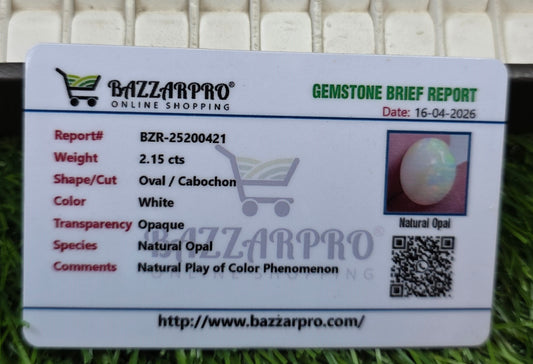 BAZZARPRO®
ONLINE SHOPPING
GEMSTONE BRIEF REPORT
Date: 16-04-2026
Report# BZR-25200421
Weight 2.15 cts
Shape/Cut Oval / Cabochon
Color White
Transparency Opaque
Species Natural Opal
Comments Natural Play of Color Phenomenon
Natural Opal
BAZZARPRO®
http://www.bazzarpro.com/